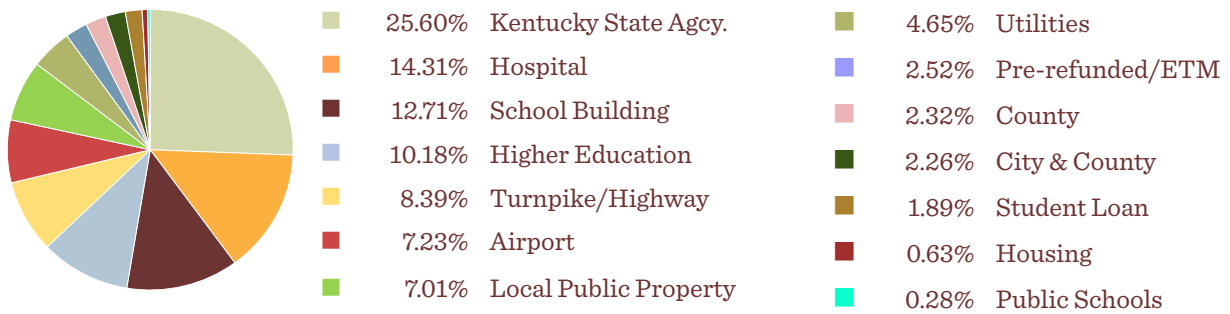 25.60% Kentucky State Agcy.
14.31% Hospital
12.71% School Building
10.18% Higher Education
8.39% Turnpike/Highway
7.23% Airport
7.01% Local Public Property
4.65% Utilities
2.52% Pre-refunded/ETM
2.32% County
2.26% City & County
1.89% Student Loan
0.63% Housing
0.28% Public Schools